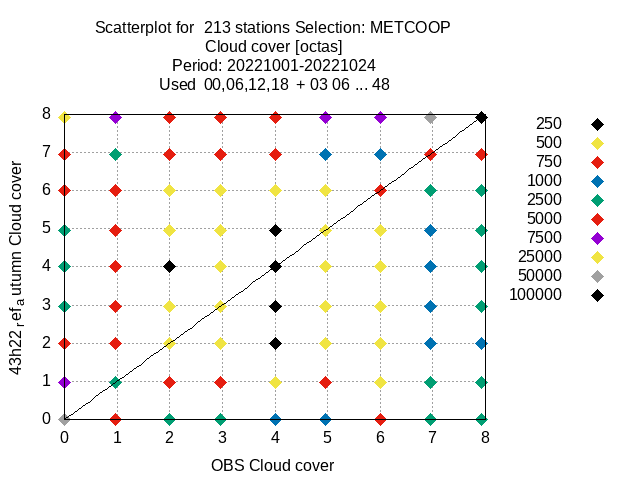 Scatterplot for 213 stations Selection: METCOOP
Cloud cover [octas]
Period: 20221001-20221024
Used 00,06,12,18 + 03 06 ... 48
8
7
6
5
4
3
2
1
0
43h22ref autumn Cloud cover
0 1 2 3 4 5 6 7 8
OBS Cloud cover
250
500
750
1000
2500
5000
7500
25000
50000
100000